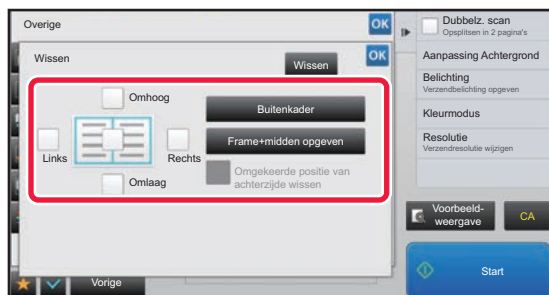 Overige
OK
Wissen
Wissen
OK
Omhoog
Links
Rechts
Omlaag
Buitenkader
Frame+midden opgeven
Omgekeerde positie van
achterzijde wissen
Vorige
Dubbelz. scan
Opsplitsen in 2 pagina's
Aanpassing Achtergrond
Belichting
Verzendbelichting opgeven
Kleurmodus
Resolutie
Verzendresolutie wijzigen
Voorbeeld-
weergave
CA
Start